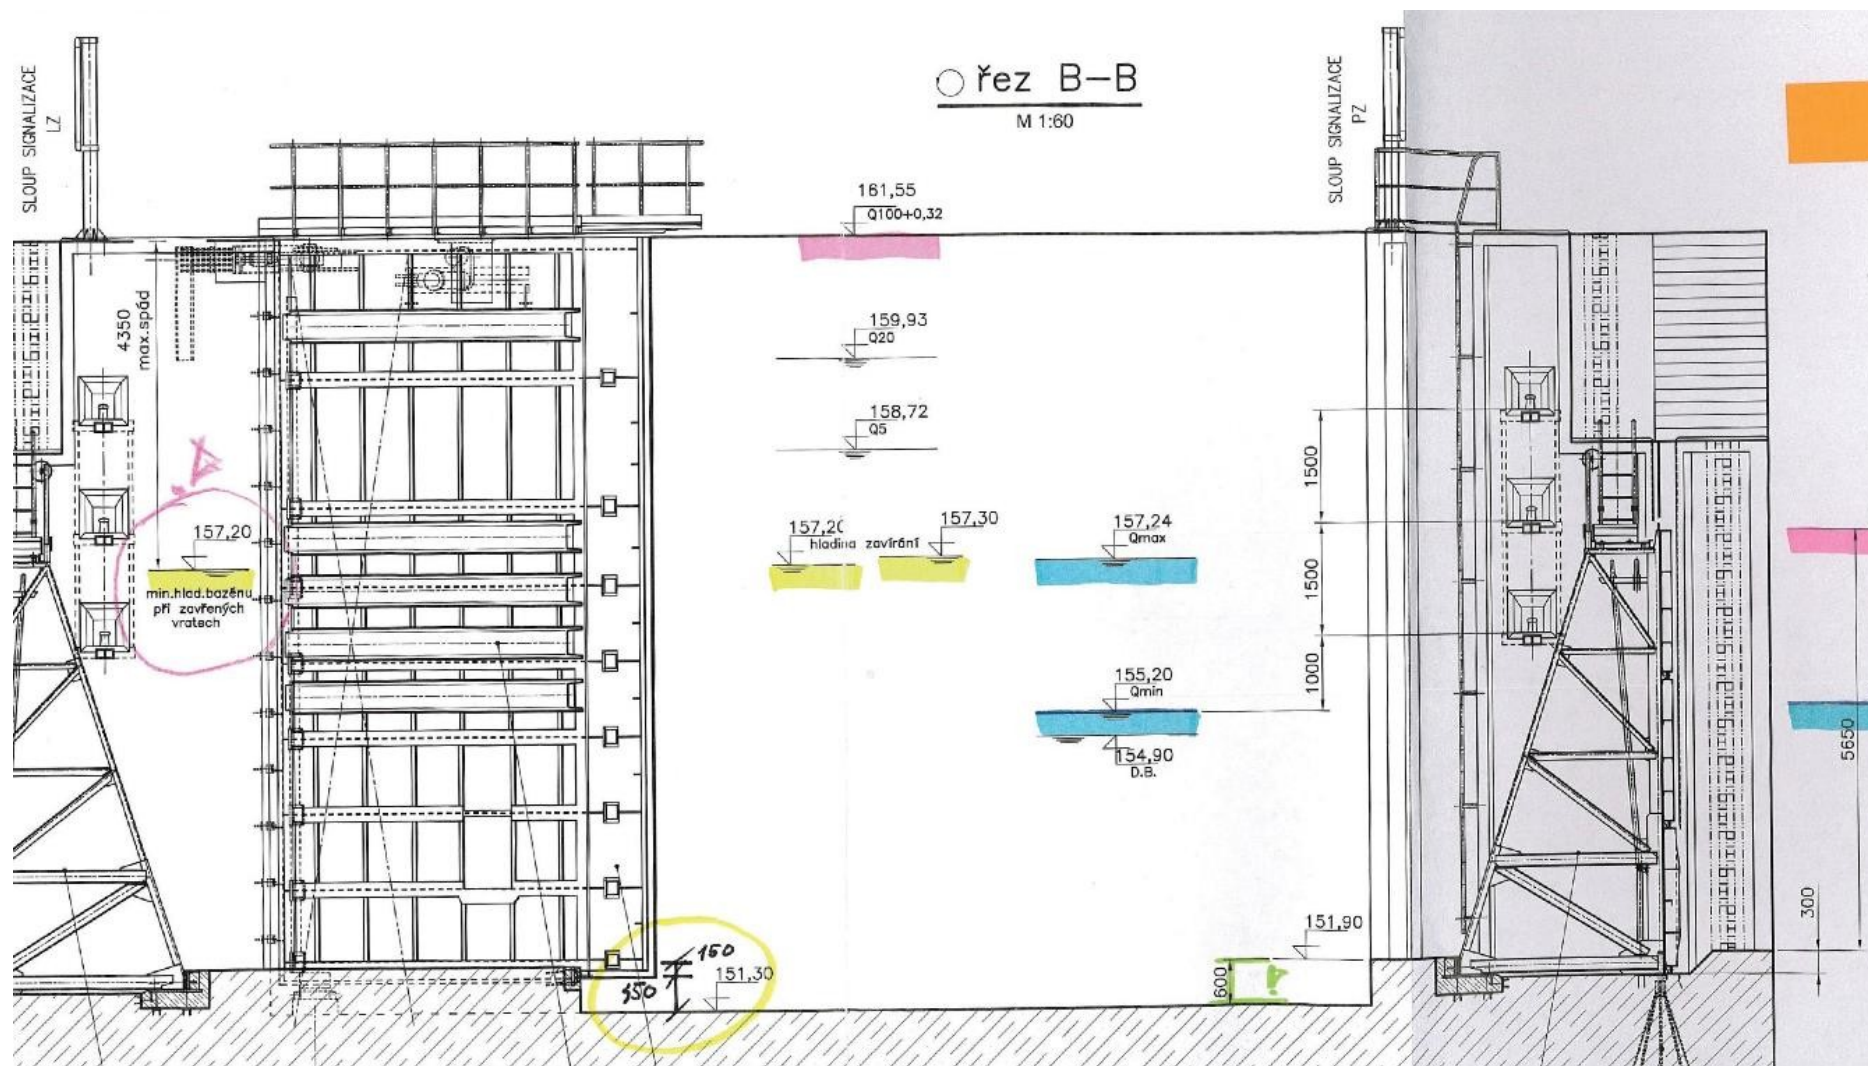 SLOUP SIGNALIZACE
LZ
řez B-B
M 1:60
SLOUP SIGNALIZACE
PZ
161,55
Q100+0,32
4350
max.spád
159,93
Q20
158,72
Q5
1500
157,20
min.hlad.bazénu
při zavřených
vratech
157,20
hladina zavírání
157,30
157,24
Qmax
1500
155,20
Qmin
1000
154,90
D.B.
5650
300
151,90
150
450
151,30
600